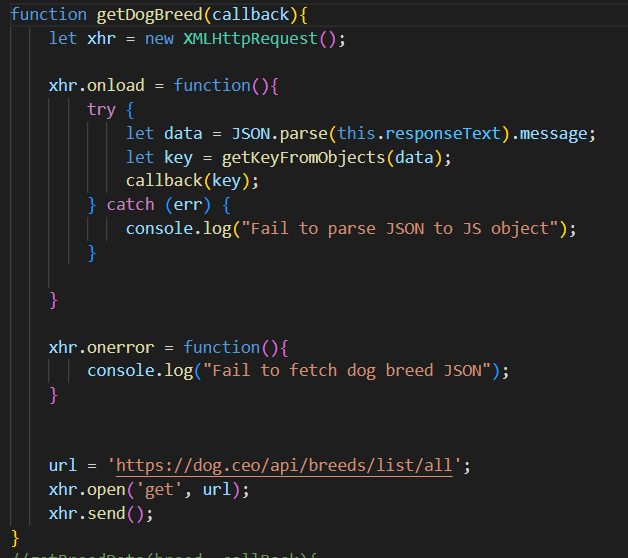 function getDogBreed(callback){
let xhr = new XMLHttpRequest();
xhr.onload = function(){
try {
let data = JSON.parse(this.responseText).message;
let key = getKeyFromObjects(data);
callback(key);
} catch (err) {
console.log("Fail to parse JSON to JS object");
}
}
xhr.onerror = function(){
console.log("Fail to fetch dog breed JSON");
}
url = 'https://dog.ceo/api/breeds/list/all';
xhr.open('get', url);
xhr.send();
}